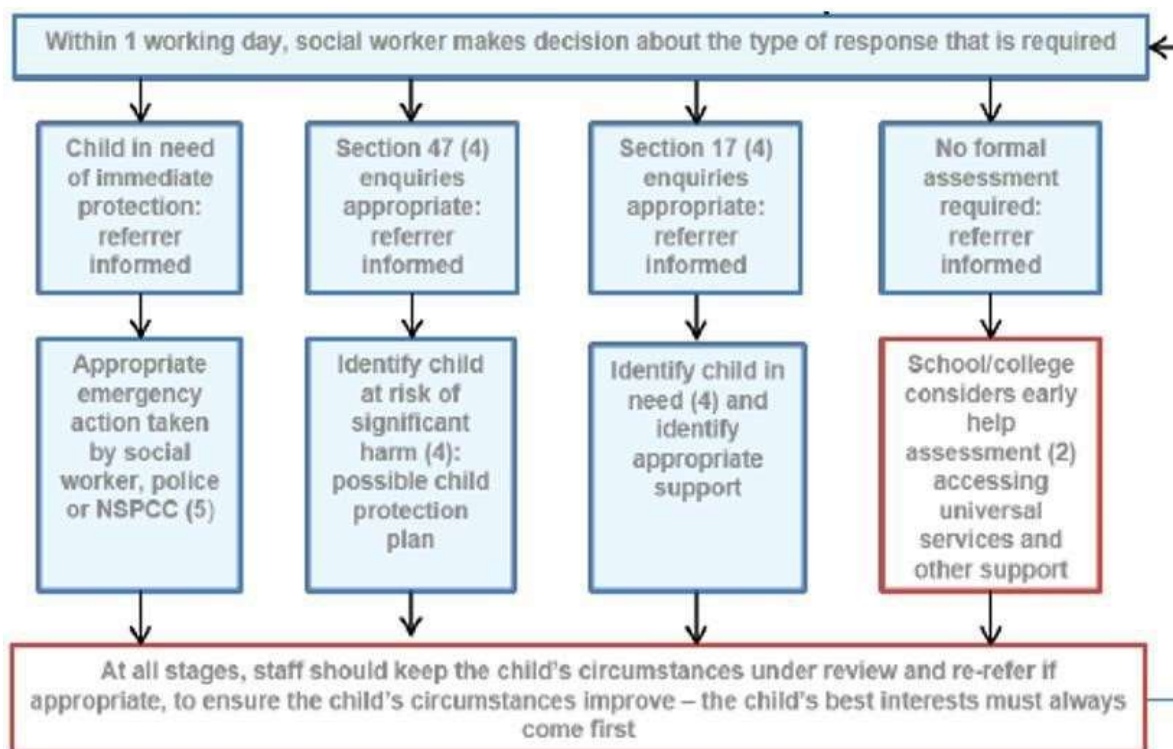 Within 1 working day, social worker makes decision about the type of response that is required
Child in need
of immediate
protection:
referrer
informed
Section 47 (4)
enquiries
appropriate:
referrer
informed
Section 17 (4)
enquiries
appropriate:
referrer
informed
No formal
assessment
required:
referrer
informed
Appropriate
emergency
action taken
by social
worker, police
or NSPCC (5)
Identify child
at risk of
significant
harm (4):
possible child
protection
plan
Identify child in
need (4) and
identify
appropriate
support
School/college
considers early
help
assessment (2)
accessing
universal
services and
other support
At all stages, staff should keep the child's circumstances under review and re-refer if
appropriate, to ensure the child's circumstances improve – the child's best interests must always
come first